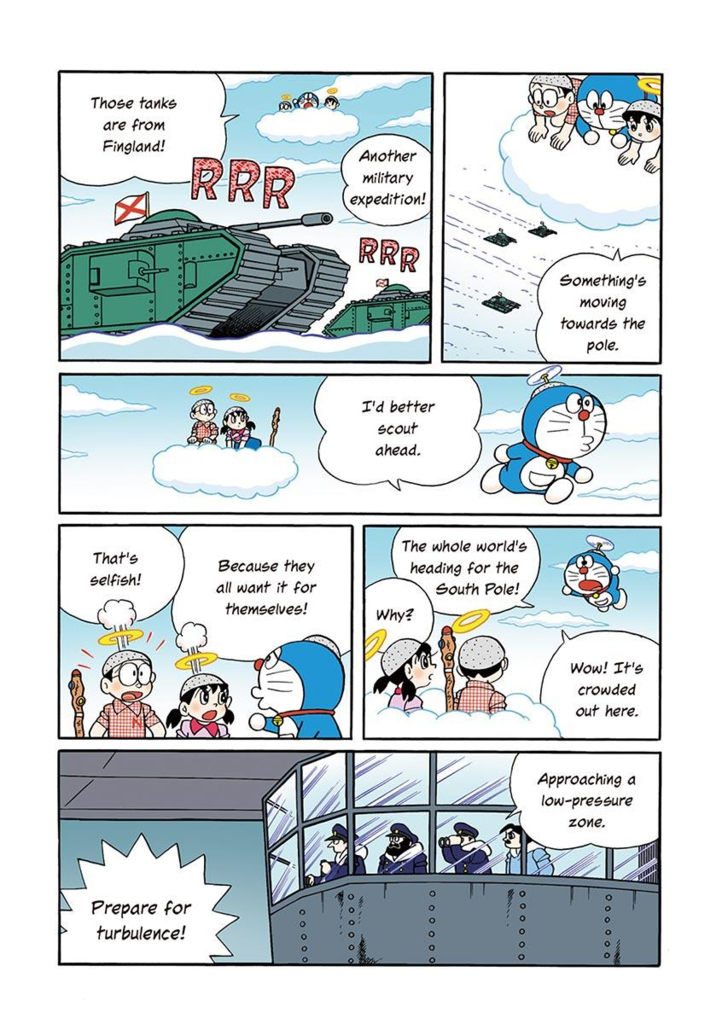 Something's
moving
towards the
pole.
Another
military
expedition!
RRR
RRR
Those tanks
are from
Fingland!
I'd better
scout
ahead.
Wow! It's
crowded
out here.
The whole world's
heading for the
South Pole!
Why?
Because they
all want it for
themselves!
That's
selfish!
K
Approaching a
low-pressure
zone.
Prepare for
turbulence!